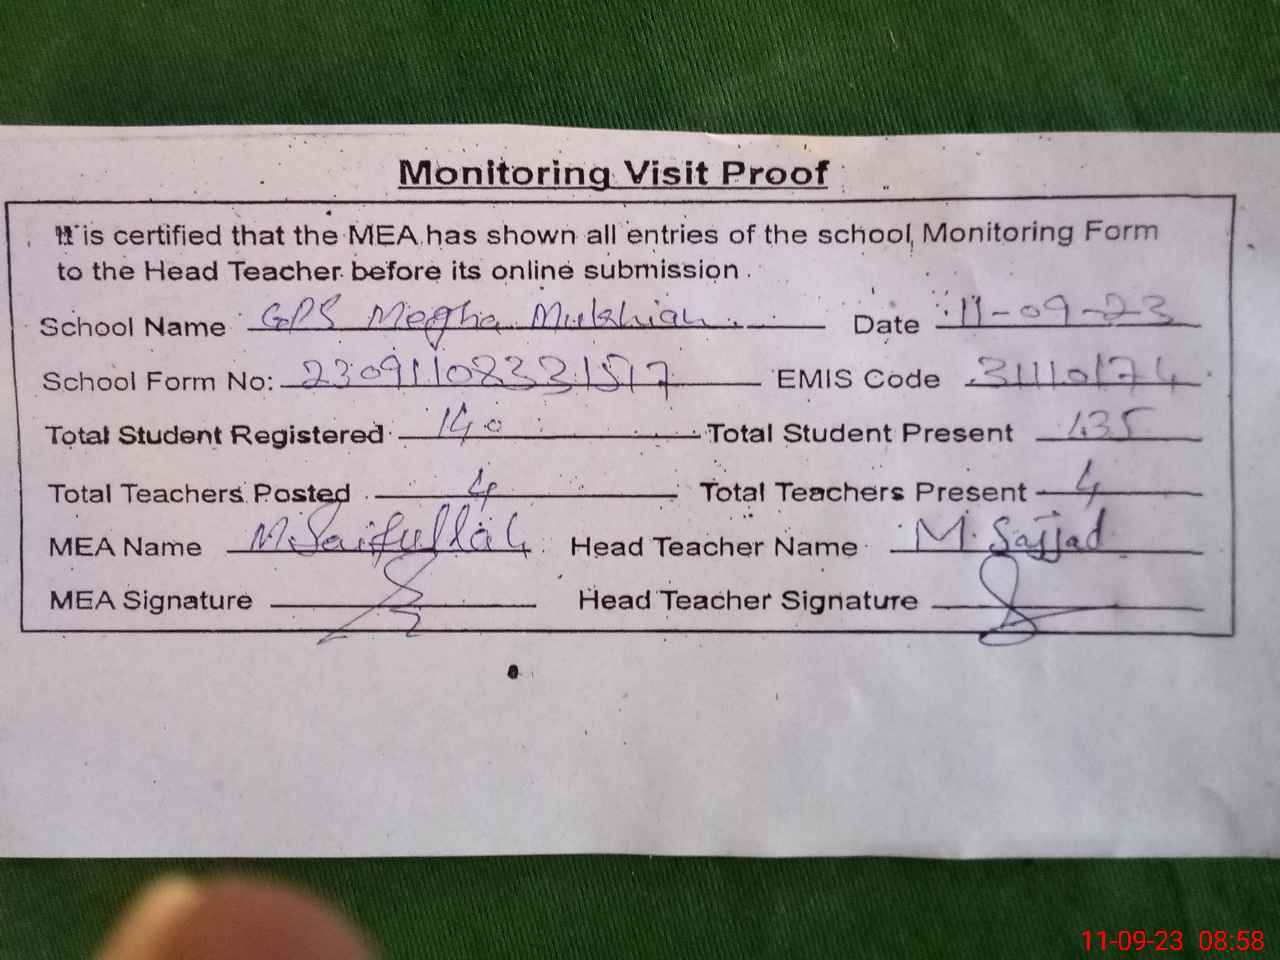 Monitoring Visit Proof
It is certified that the MEA has shown all entries of the school Monitoring Form
to the Head Teacher before its online submission.
School Name GPS Megha Mukhian Date 11-09-23
School Form No: 23091108331517 EMIS Code 31110174
Total Student Registered 140 Total Student Present 135
Total Teachers Posted 4 Total Teachers Present 4
MEA Name M.Saifullah Head Teacher Name M. Sajjad
MEA Signature Head Teacher Signature
11-09-23 08:58